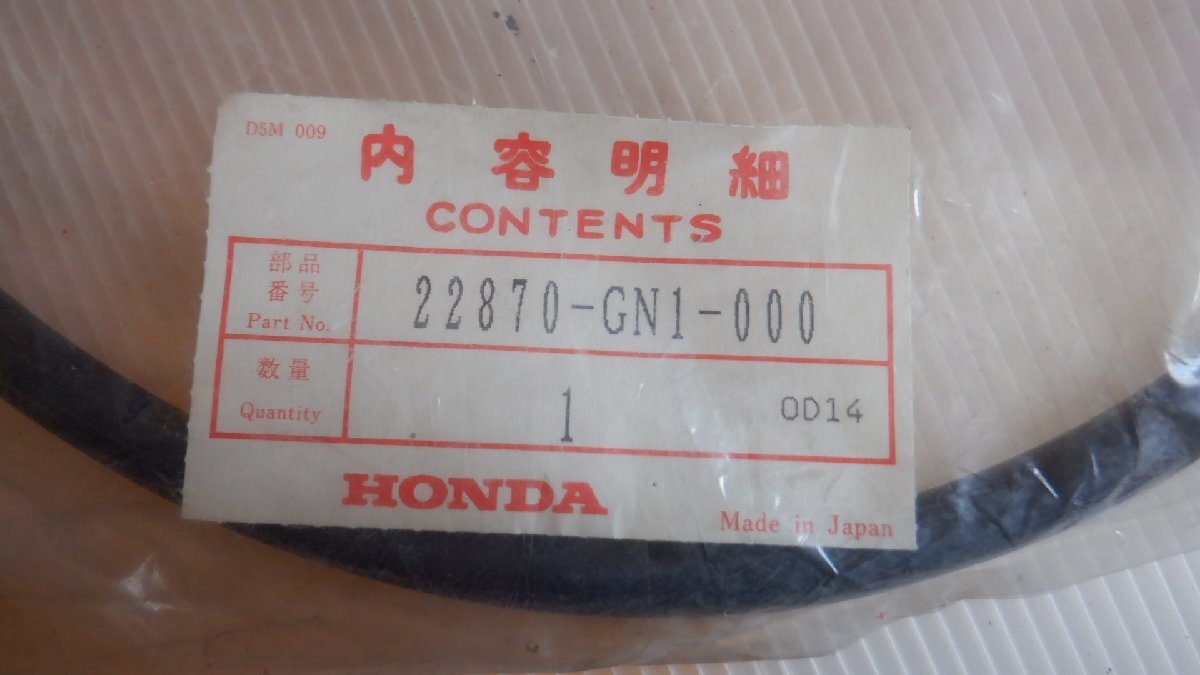 DSM 009
内容明細
CONTENTS
部品
番号
Part No.
22870-GN1-000
数量
Quantity
1
0D14
HONDA
Made in Japan